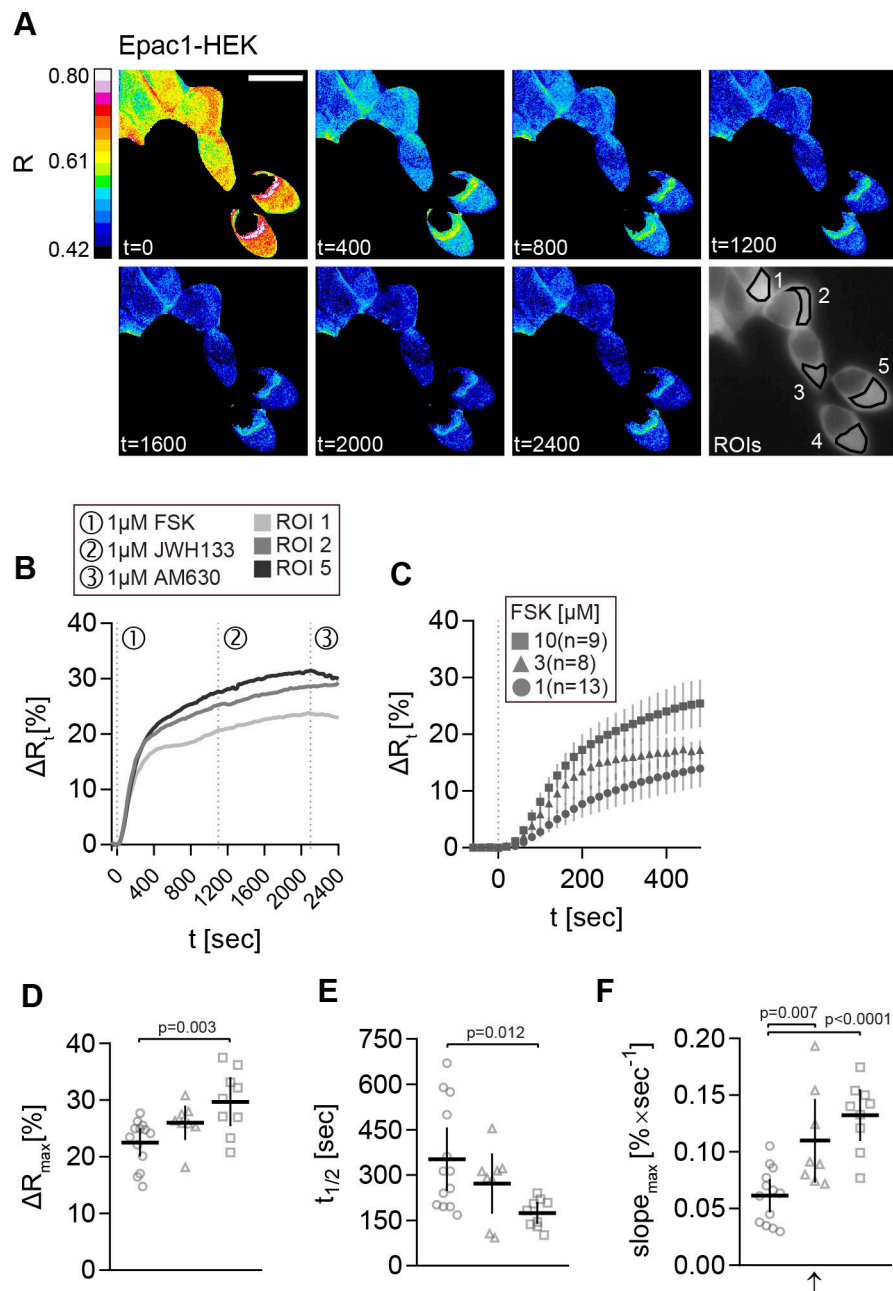 A
Epac1-HEK
0.80
R
0.61
0.42
t=0
t=400
t=800
t=1200
t=1600
t=2000
t=2400
1
2
3
5
4
ROIs
① 1µM FSK
② 1µM JWH133
③ 1µM AM630
ROI 1
ROI 2
ROI 5
B
40
30
20
10
0
ΔRt [%]
① ② ③
0 400 800 1200 1600 2000 2400
t [sec]
C
FSK [µM]
10(n=9)
3(n=8)
1(n=13)
40
30
20
10
0
ΔRt [%]
0 200 400
t [sec]
D
p=0.003
40
30
20
10
0
ΔRmax[%]
E
p=0.012
750
600
450
300
150
0
t1/2 [sec]
F
p=0.007
p<0.0001
0.20
0.15
0.10
0.05
0.00
slopemax [% ×sec-1]
↑